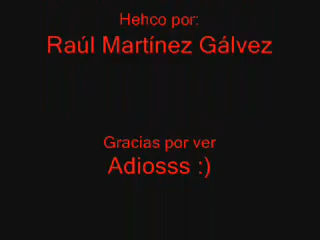 Hehco por:
Raúl Martínez Gálvez
Gracias por ver
Adiosss :)